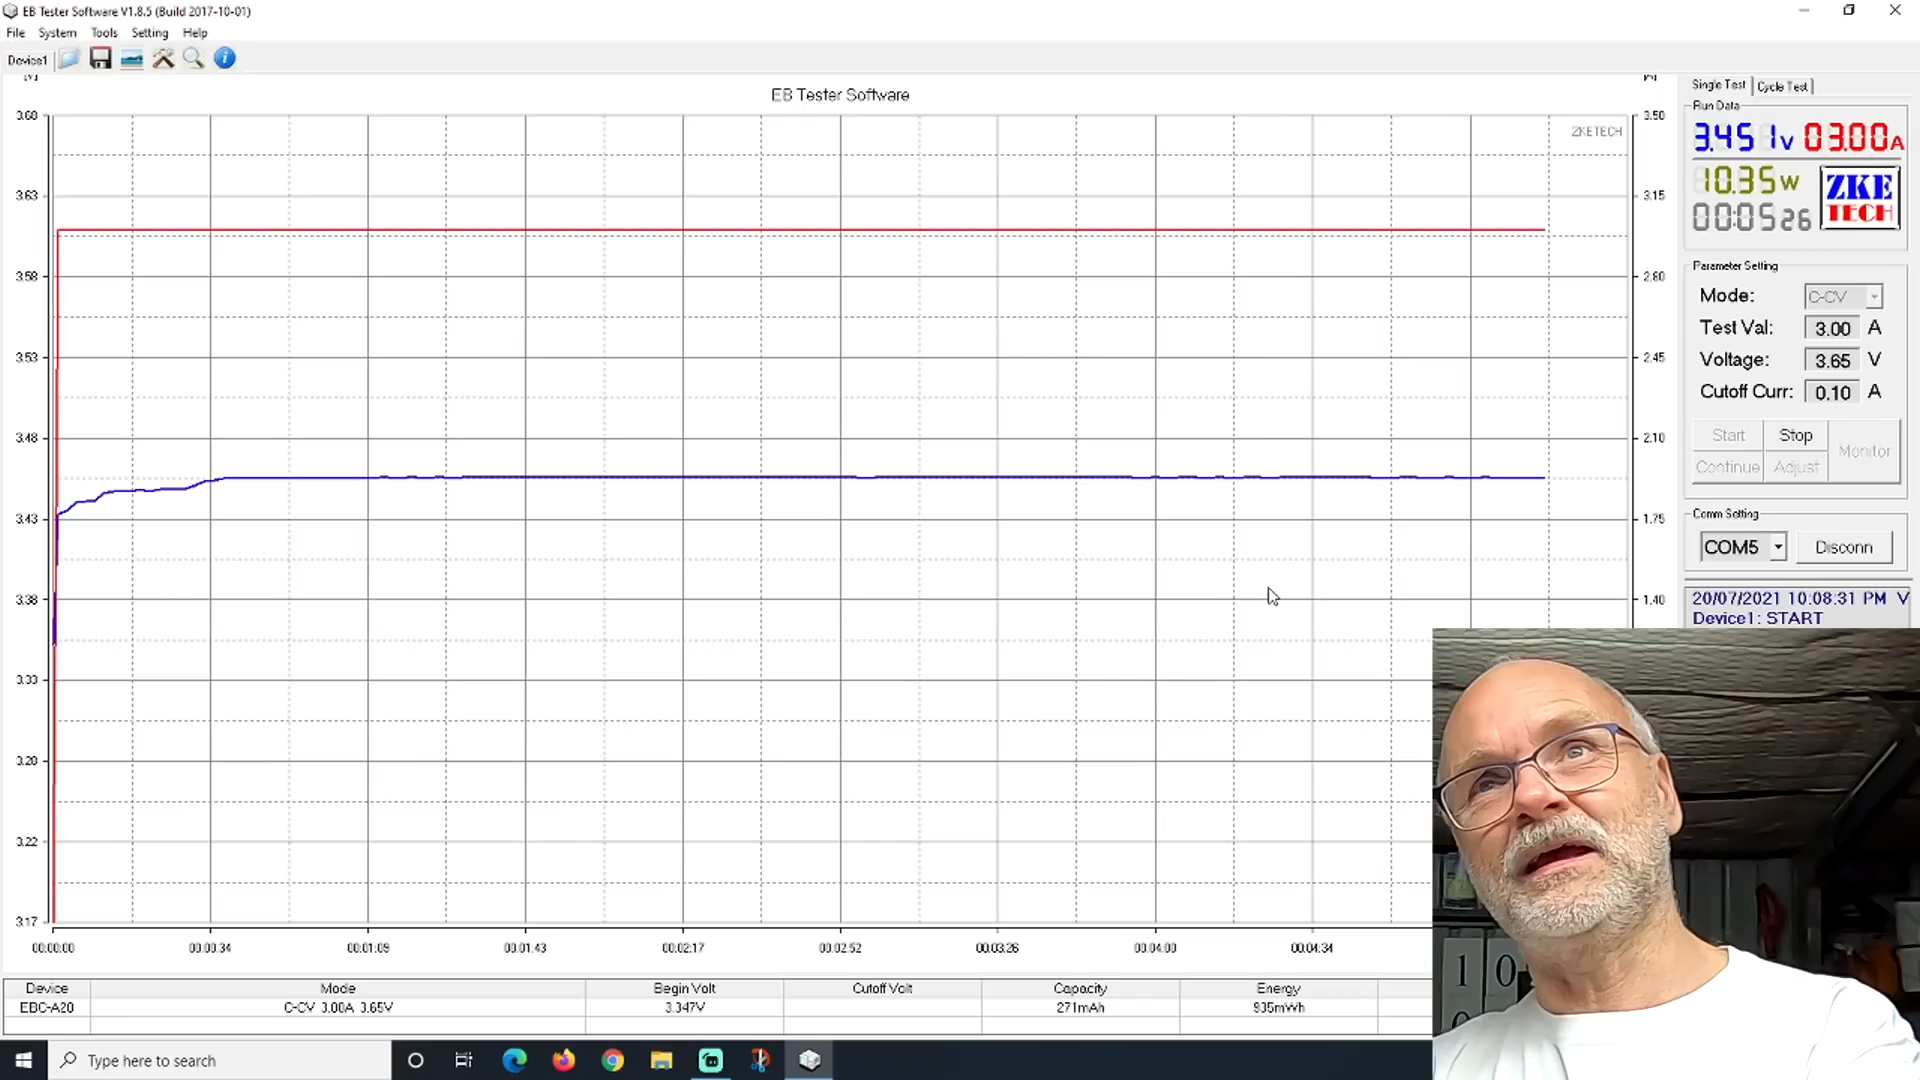 EB Tester Software V1.8.5 (Build 2017-10-01)
File System Tools Setting Help
Device1
[V]
EB Tester Software
[A]
ZKETECH
3.68
3.63
3.58
3.53
3.48
3.43
3.38
3.33
3.28
3.22
3.17
3.50
3.15
2.80
2.45
2.10
1.75
1.40
00:00:00 00:00:34 00:01:09 00:01:43 00:02:17 00:02:52 00:03:26 00:04:00 00:04:34
Single Test Cycle Test
Run Data
3.451V 03.00A
10.35W
00:05 26
ZKE
TECH
Parameter Setting
Mode: C-CV
Test Val: 3.00 A
Voltage: 3.65 V
Cutoff Curr: 0.10 A
Start Stop Monitor
Continue Adjust
Comm Setting
COM5 Disconn
20/07/2021 10:08:31 PM V
Device1: START
Device Mode Begin Volt Cutoff Volt Capacity Energy
EBC-A20 C-CV 3.00A 3.65V 3.347V 271mAh 935mWh
Type here to search
1 0